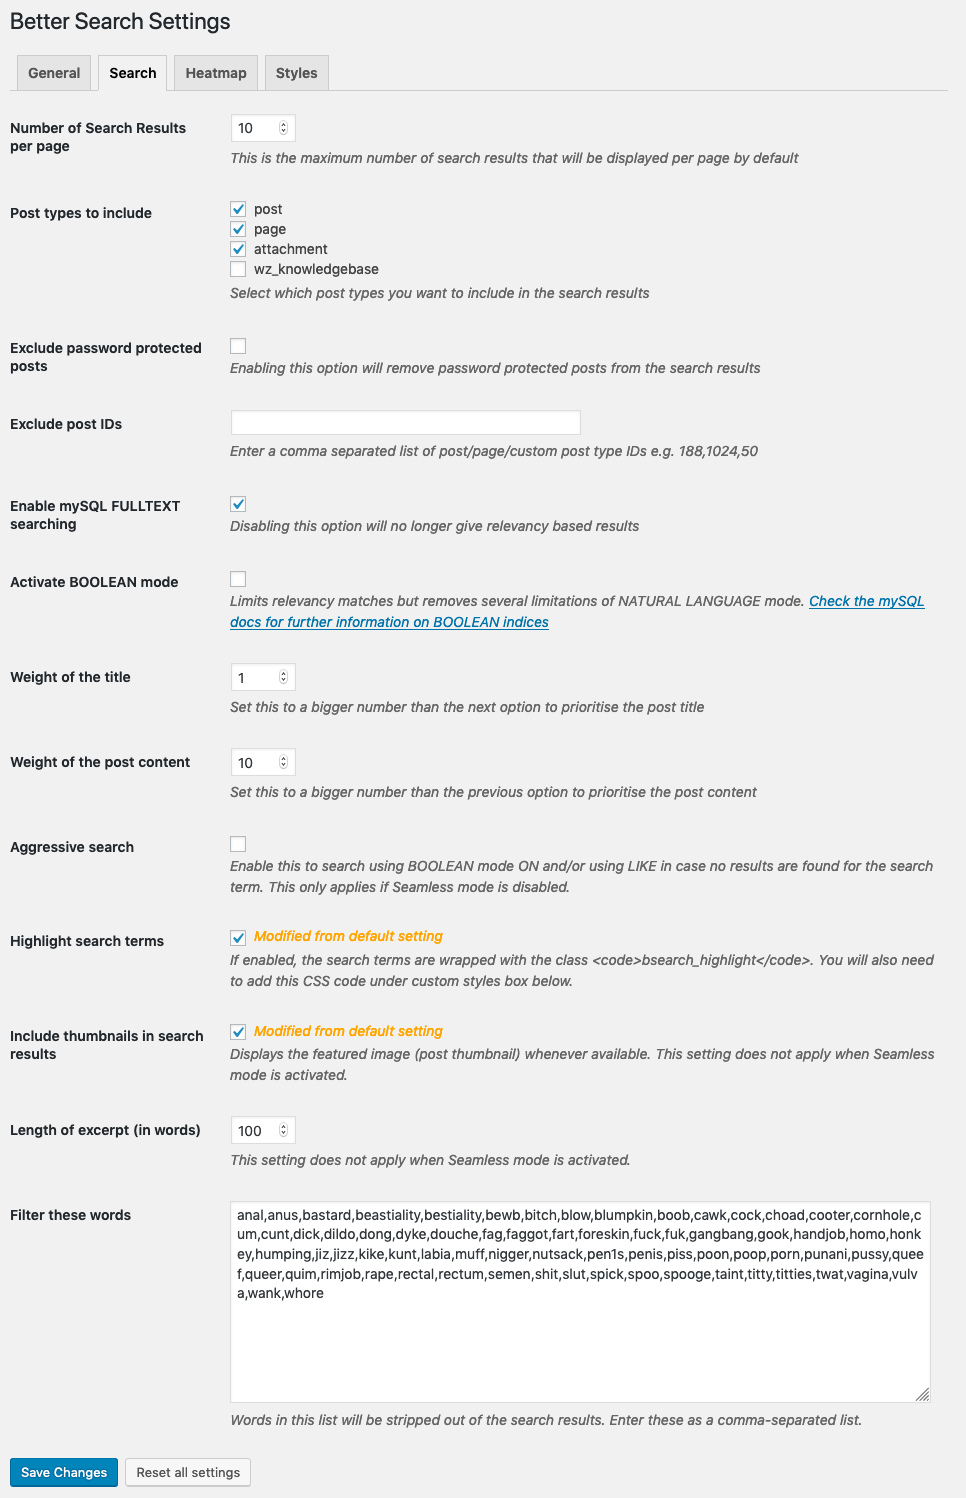 Better Search Settings
General
Search
Heatmap
Styles
Number of Search Results
per page
10
This is the maximum number of search results that will be displayed per page by default
Post types to include
post
page
attachment
wz_knowledgebase
Select which post types you want to include in the search results
Exclude password protected
posts
Enabling this option will remove password protected posts from the search results
Exclude post IDs
Enter a comma separated list of post/page/custom post type IDs e.g. 188,1024,50
Enable mySQL FULLTEXT
searching
Disabling this option will no longer give relevancy based results
Activate BOOLEAN mode
Limits relevancy matches but removes several limitations of NATURAL LANGUAGE mode. Check the mySQL
docs for further information on BOOLEAN indices
Weight of the title
1
Set this to a bigger number than the next option to prioritise the post title
Weight of the post content
10
Set this to a bigger number than the previous option to prioritise the post content
Aggressive search
Enable this to search using BOOLEAN mode ON and/or using LIKE in case no results are found for the search
term. This only applies if Seamless mode is disabled.
Highlight search terms
Modified from default setting
If enabled, the search terms are wrapped with the class <code>bsearch_highlight</code>. You will also need
to add this CSS code under custom styles box below.
Include thumbnails in search
results
Modified from default setting
Displays the featured image (post thumbnail) whenever available. This setting does not apply when Seamless
mode is activated.
Length of excerpt (in words)
100
This setting does not apply when Seamless mode is activated.
Filter these words
anal,anus,bastard,beastiality,bestiality,bewb,bitch,blow,blumpkin,boob,cawk,cock,choad,cooter,cornhole,c
um,cunt,dick,dildo,dong,dyke,douche,fag,faggot,fart,foreskin,fuck,fuk,gangbang,gook,handjob,homo,honk
ey,humping,jiz,jizz,kike,kunt,labia,muff,nigger,nutsack,pen1s,penis,piss,poon,poop,porn,punani,pussy,quee
f,queer,quim,rimjob,rape,rectal,rectum,semen,shit,slut,spick,spoo,spooge,taint,titty,titties,twat,vagina,vulv
a,wank,whore
Words in this list will be stripped out of the search results. Enter these as a comma-separated list.
Save Changes
Reset all settings